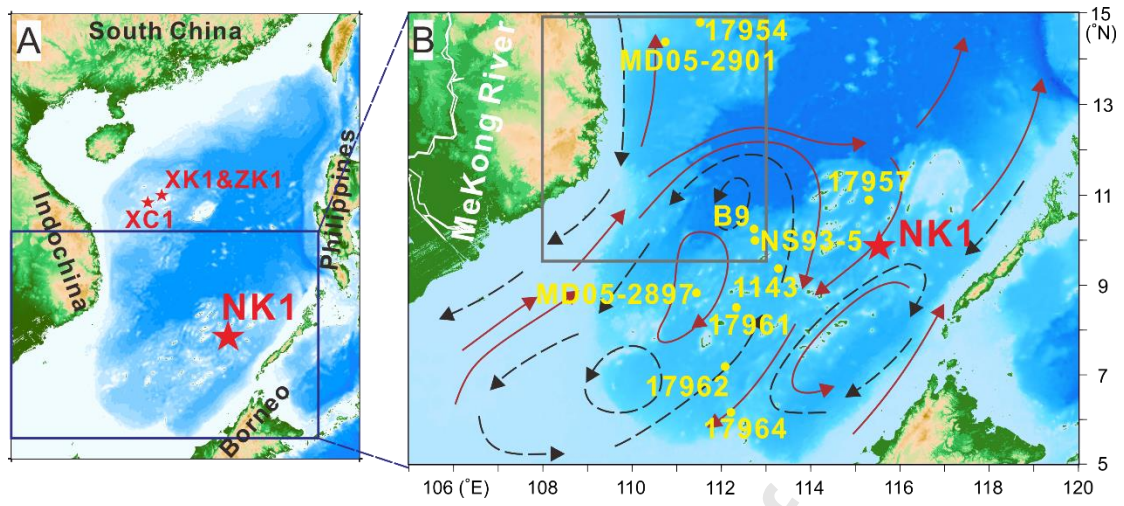 A
South China
XK1&ZK1
XC1
Indochina
Philippines
NK1
Borneo
B
MeKong River
17954
MD05-2901
17957
B9
NS93-5
NK1
1143
MD05-2897
17961
17962
17964
15
(°N)
13
11
9
7
5
106 (°E)
108
110
112
114
116
118
120
c